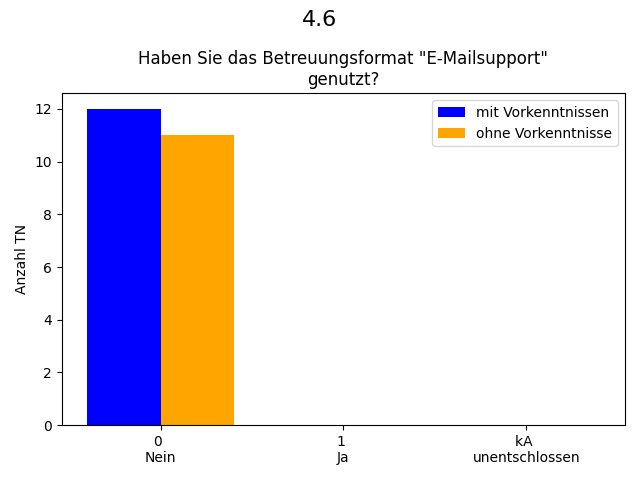 4.6
Haben Sie das Betreuungsformat "E-Mailsupport"
genutzt?
mit Vorkenntnissen
ohne Vorkenntnisse
Anzahl TN
12
10
8
6
4
2
0
0
Nein
1
Ja
kA
unentschlossen